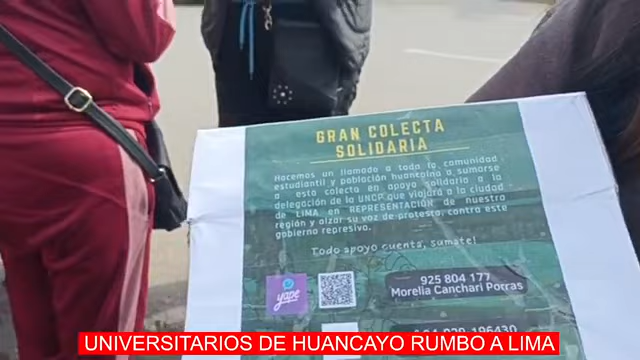 GRAN COLECTA
SOLIDARIA
Hacemos un llamado a toda la comunidad
estudiantil y población huancaína a sumarse
a esta colecta en apoyo solidario a la
delegación de la UNCP que viajará a la ciudad
de LIMA en REPRESENTACIÓN de nuestra
región y alzar su voz de protesta, contra este
gobierno represivo.
Todo apoyo cuenta, sumate!
yape
925 804 177
Morelia Canchari Porras
UNIVERSITARIOS DE HUANCAYO RUMBO A LIMA